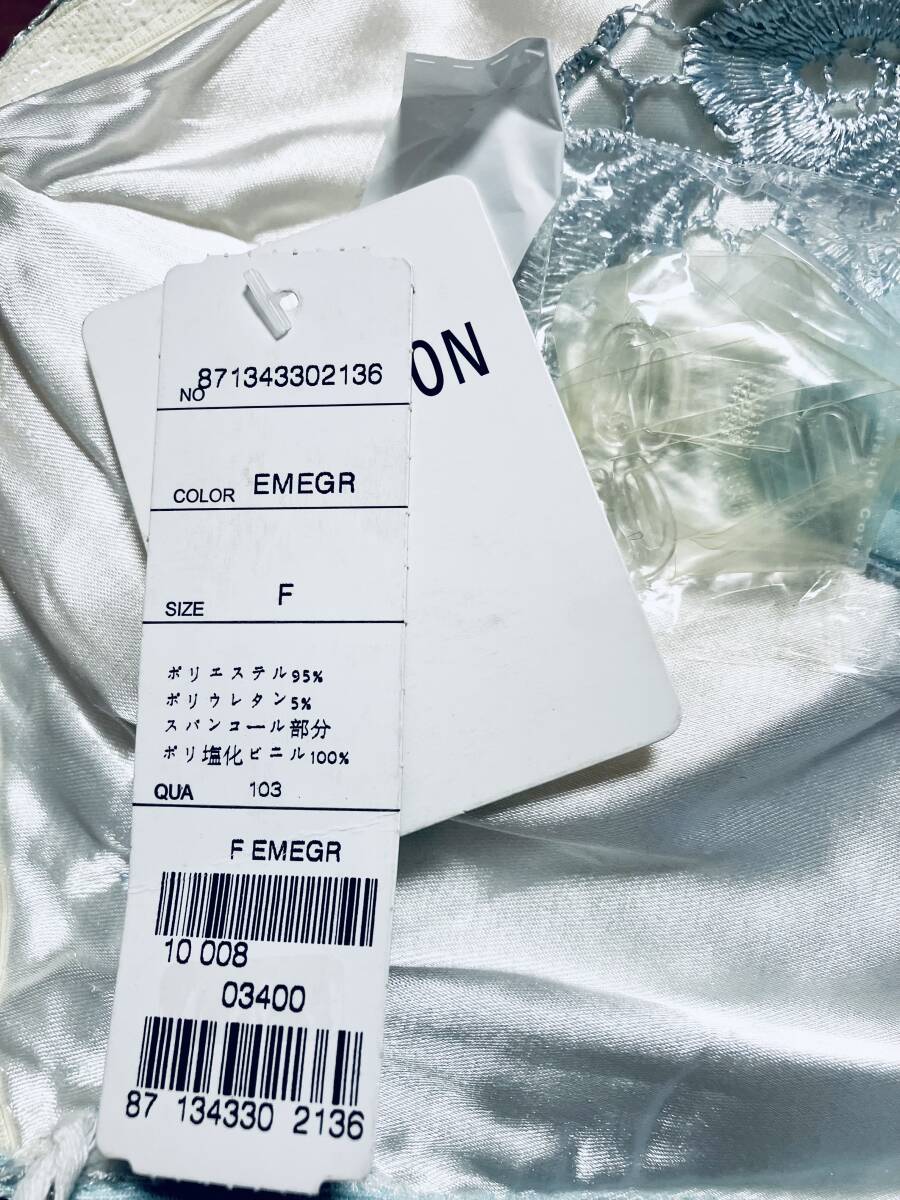 ON
NO 871343302136
COLOR EMEGR
SIZE F
ポリエステル95%
ポリウレタン5%
スパンコール部分
ポリ塩化ビニル100%
QUA 103
F EMEGR
10 008
03400
87 134330 2136